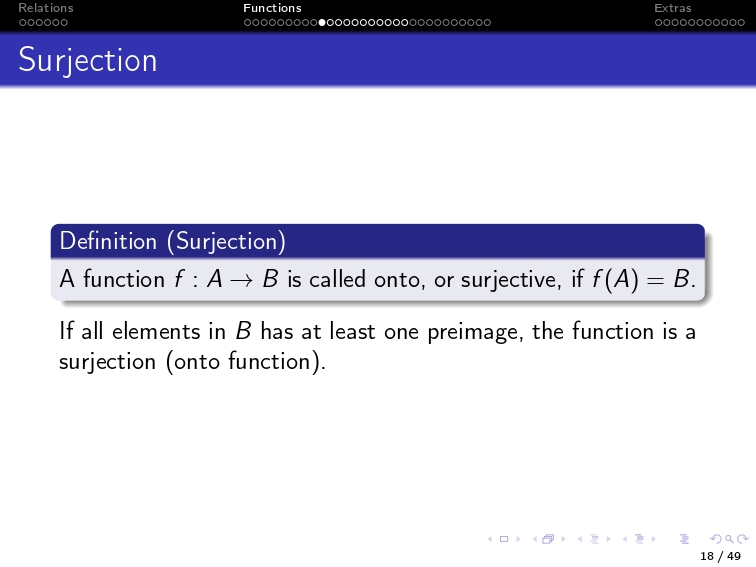 Relations
Functions
Extras
Surjection
Definition (Surjection)
A function f : A → B is called onto, or surjective, if f(A) = B.
If all elements in B has at least one preimage, the function is a
surjection (onto function).
18 / 49